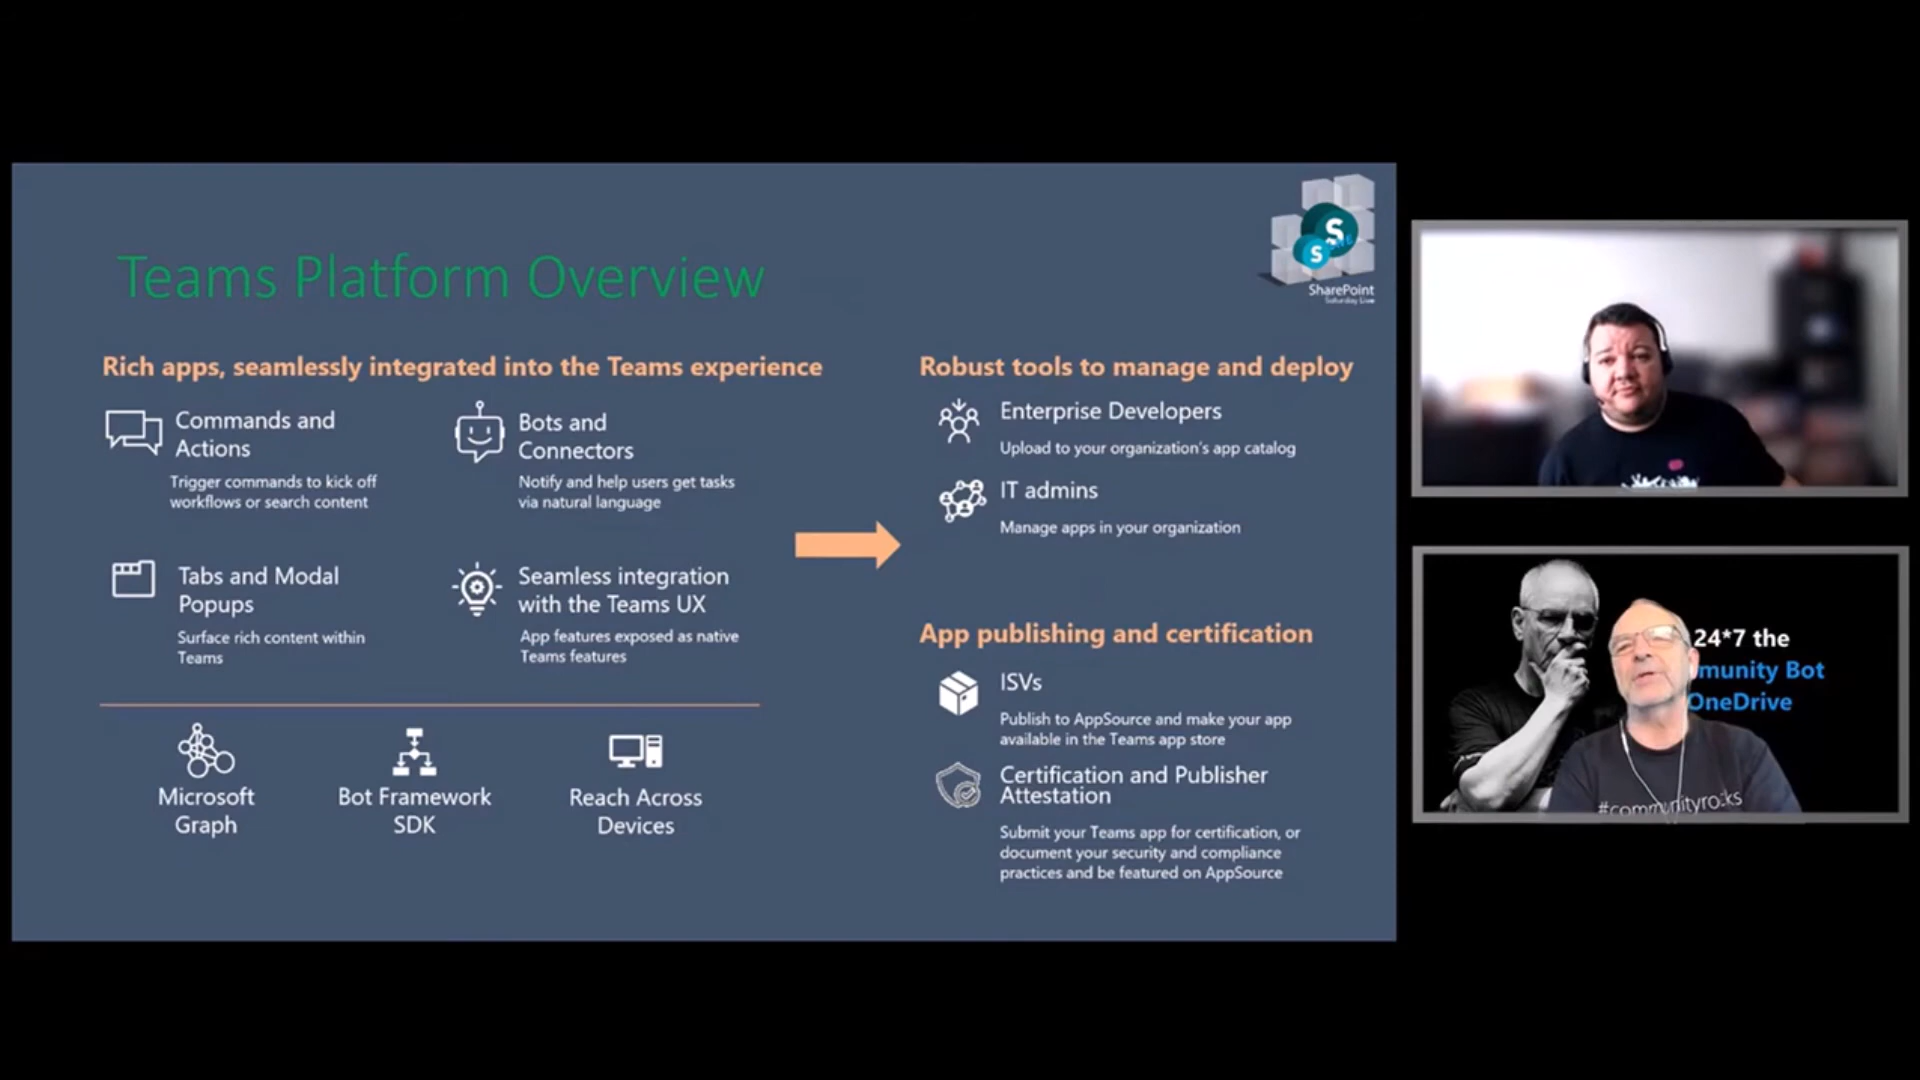 Teams Platform Overview
SharePoint
Saturday Live
Rich apps, seamlessly integrated into the Teams experience
Commands and
Actions
Trigger commands to kick off
workflows or search content
Bots and
Connectors
Notify and help users get tasks
via natural language
Tabs and Modal
Popups
Surface rich content within
Teams
Seamless integration
with the Teams UX
App features exposed as native
Teams features
Microsoft
Graph
Bot Framework
SDK
Reach Across
Devices
Robust tools to manage and deploy
Enterprise Developers
Upload to your organization's app catalog
IT admins
Manage apps in your organization
App publishing and certification
ISVs
Publish to AppSource and make your app
available in the Teams app store
Certification and Publisher
Attestation
Submit your Teams app for certification, or
document your security and compliance
practices and be featured on AppSource
24*7 the
munity Bot
OneDrive
#communityrocks